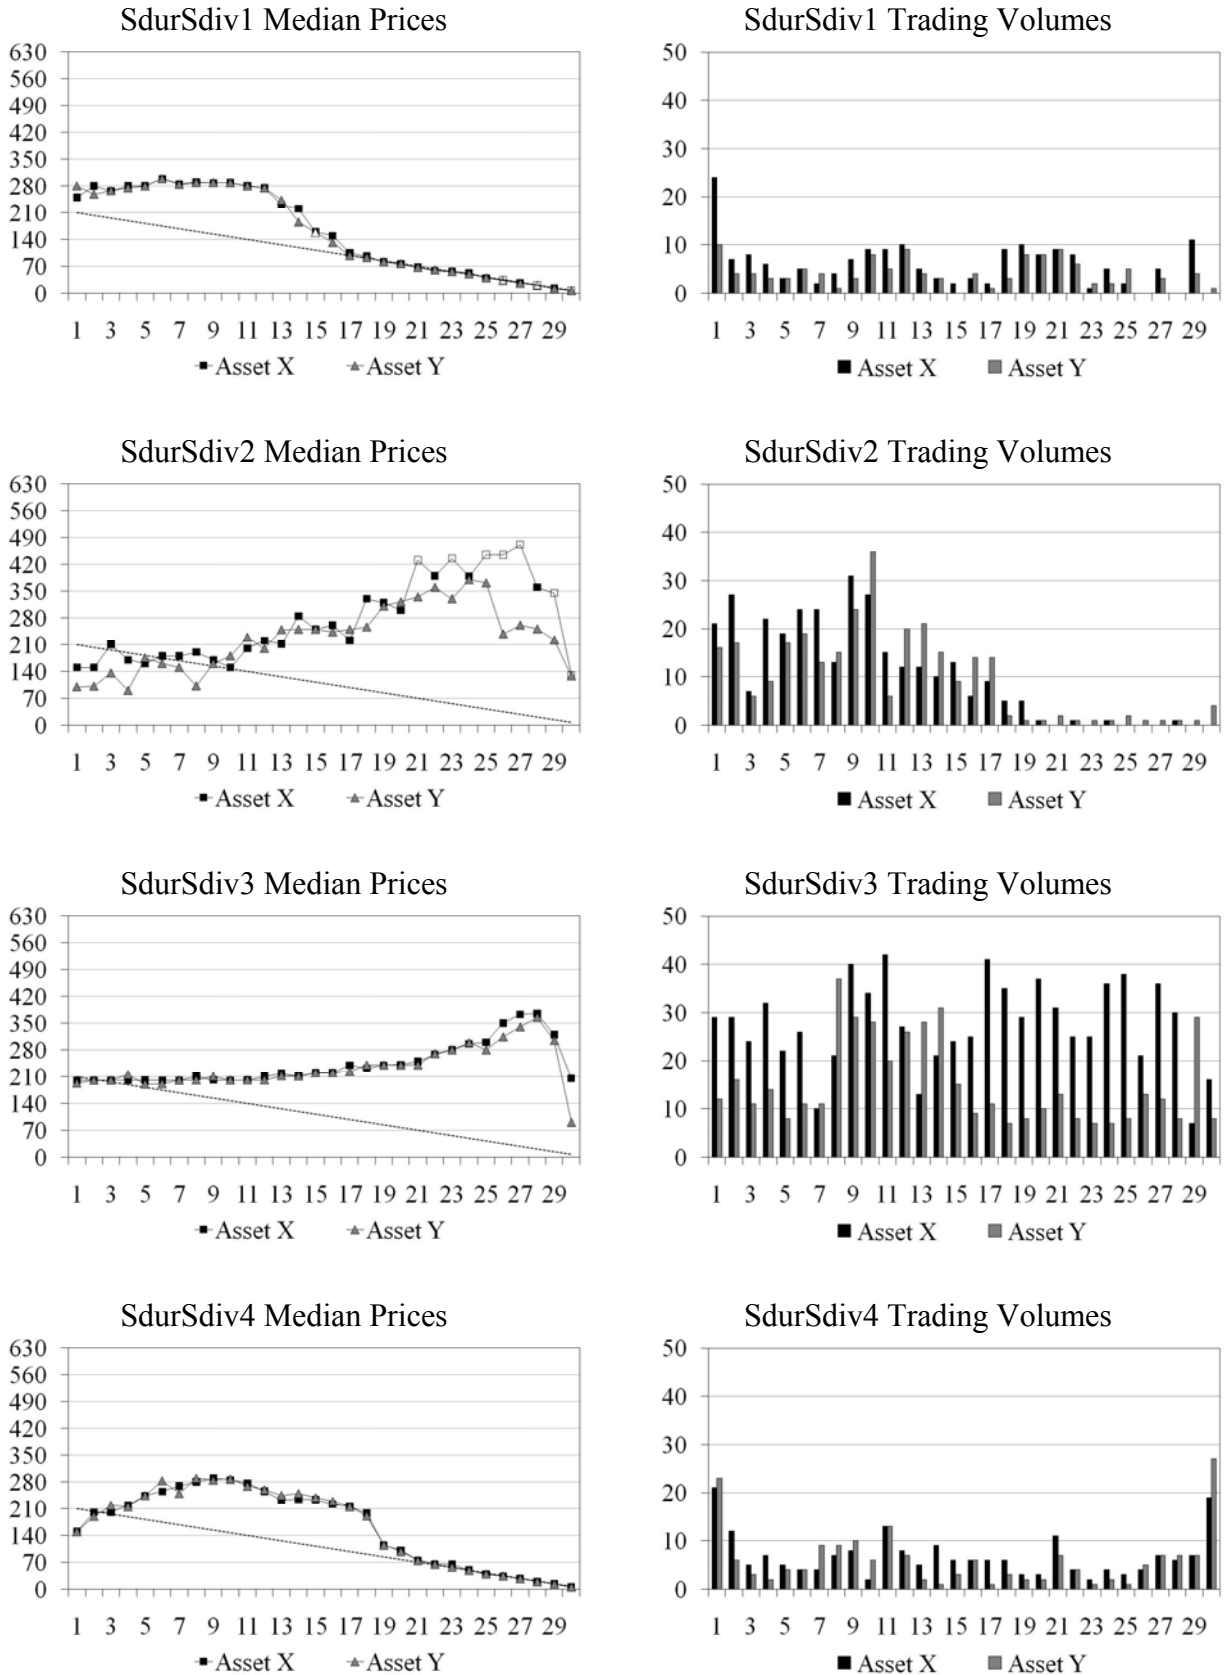 SdurSdiv1 Median Prices
630
560
490
420
350
280
210
140
70
0
1 3 5 7 9 11 13 15 17 19 21 23 25 27 29
Asset X Asset Y
SdurSdiv1 Trading Volumes
50
40
30
20
10
0
1 3 5 7 9 11 13 15 17 19 21 23 25 27 29
Asset X Asset Y
SdurSdiv2 Median Prices
630
560
490
420
350
280
210
140
70
0
1 3 5 7 9 11 13 15 17 19 21 23 25 27 29
Asset X Asset Y
SdurSdiv2 Trading Volumes
50
40
30
20
10
0
1 3 5 7 9 11 13 15 17 19 21 23 25 27 29
Asset X Asset Y
SdurSdiv3 Median Prices
630
560
490
420
350
280
210
140
70
0
1 3 5 7 9 11 13 15 17 19 21 23 25 27 29
Asset X Asset Y
SdurSdiv3 Trading Volumes
50
40
30
20
10
0
1 3 5 7 9 11 13 15 17 19 21 23 25 27 29
Asset X Asset Y
SdurSdiv4 Median Prices
630
560
490
420
350
280
210
140
70
0
1 3 5 7 9 11 13 15 17 19 21 23 25 27 29
Asset X Asset Y
SdurSdiv4 Trading Volumes
50
40
30
20
10
0
1 3 5 7 9 11 13 15 17 19 21 23 25 27 29
Asset X Asset Y